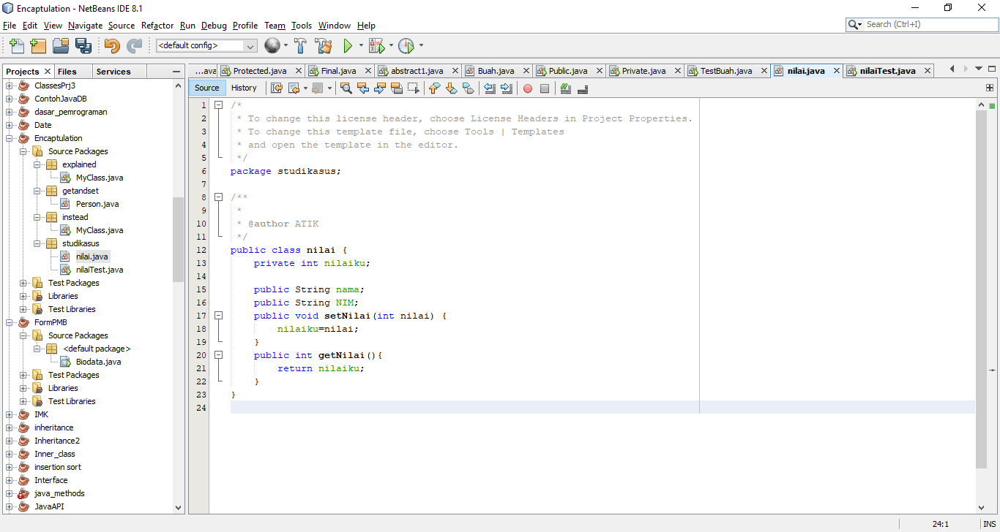 Encaptulation - NetBeans IDE 8.1
File Edit View Navigate Source Refactor Run Debug Profile Team Tools Window Help
Search (Ctrl+I)
<default config>
Projects Files Services
...ava Protected.java Final.java abstract1.java Buah.java Public.java Private.java TestBuah.java nilai.java nilaiTest.java
Source History
ClassesPrj3
ContohJavaDB
dasar_pemrograman
Date
Encaptulation
Source Packages
explained
MyClass.java
getandset
Person.java
instead
MyClass.java
studikasus
nilai.java
nilaiTest.java
Test Packages
Libraries
Test Libraries
FormPMB
Source Packages
<default package>
Biodata.java
Test Packages
Libraries
Test Libraries
IMK
inheritance
Inheritance2
Inner_class
insertion sort
Interface
java_methods
JavaAPI
1 /*
2 * To change this license header, choose License Headers in Project Properties.
3 * To change this template file, choose Tools | Templates
4 * and open the template in the editor.
5 */
6 package studikasus;
7
8 /**
9 *
10 * @author ATIK
11 */
12 public class nilai {
13 private int nilaiku;
14
15 public String nama;
16 public String NIM;
17 public void setNilai(int nilai) {
18 nilaiku=nilai;
19 }
20 public int getNilai(){
21 return nilaiku;
22 }
23 }
24
24:1 INS